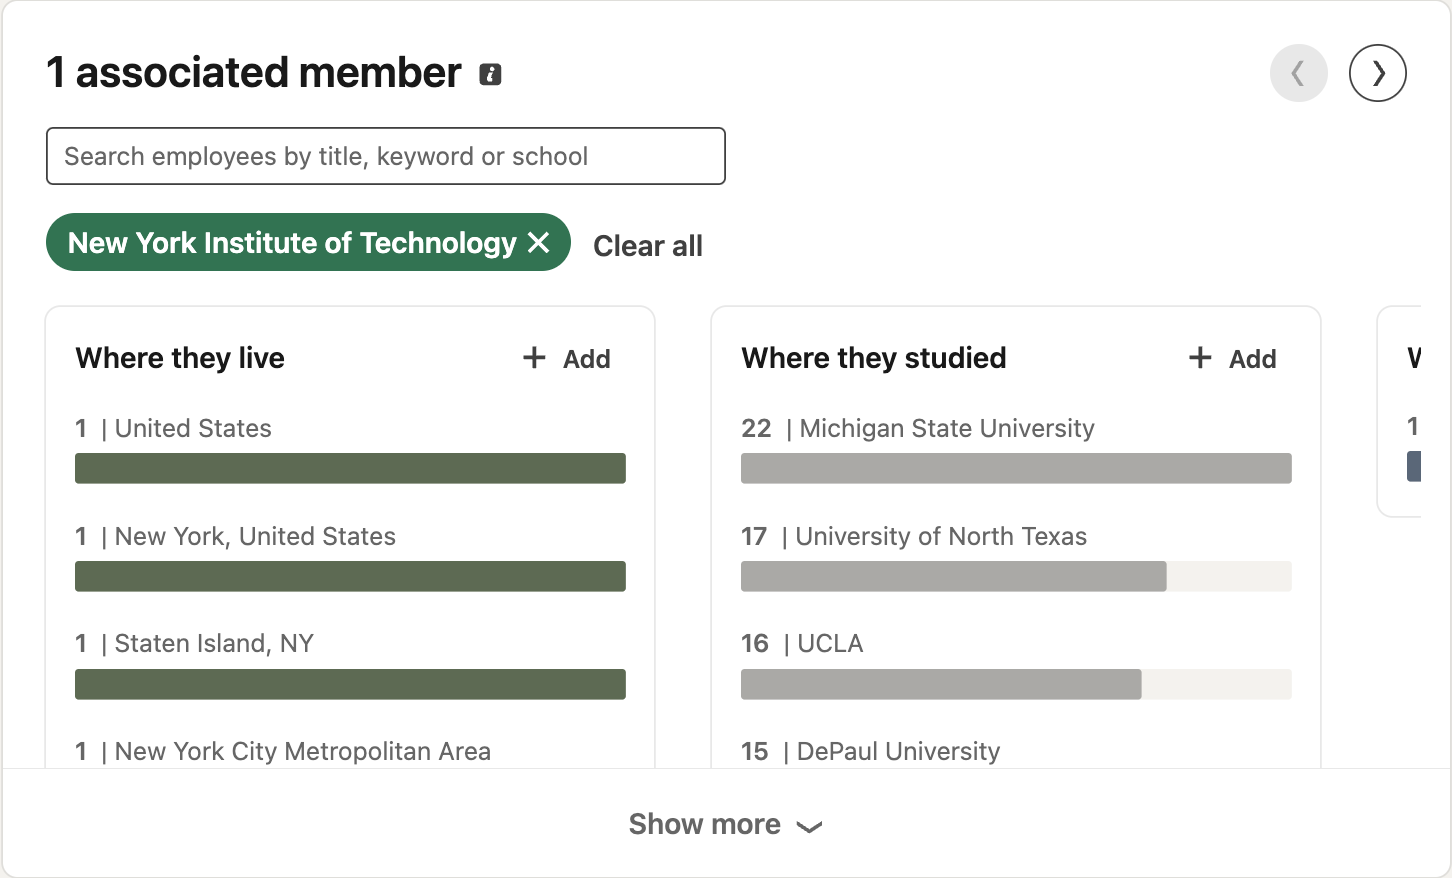 1 associated member
Search employees by title, keyword or school
New York Institute of Technology
Clear all
Where they live
+ Add
1 | United States
1 | New York, United States
1 | Staten Island, NY
1 | New York City Metropolitan Area
Where they studied
+ Add
22 | Michigan State University
17 | University of North Texas
16 | UCLA
15 | DePaul University
1
Show more